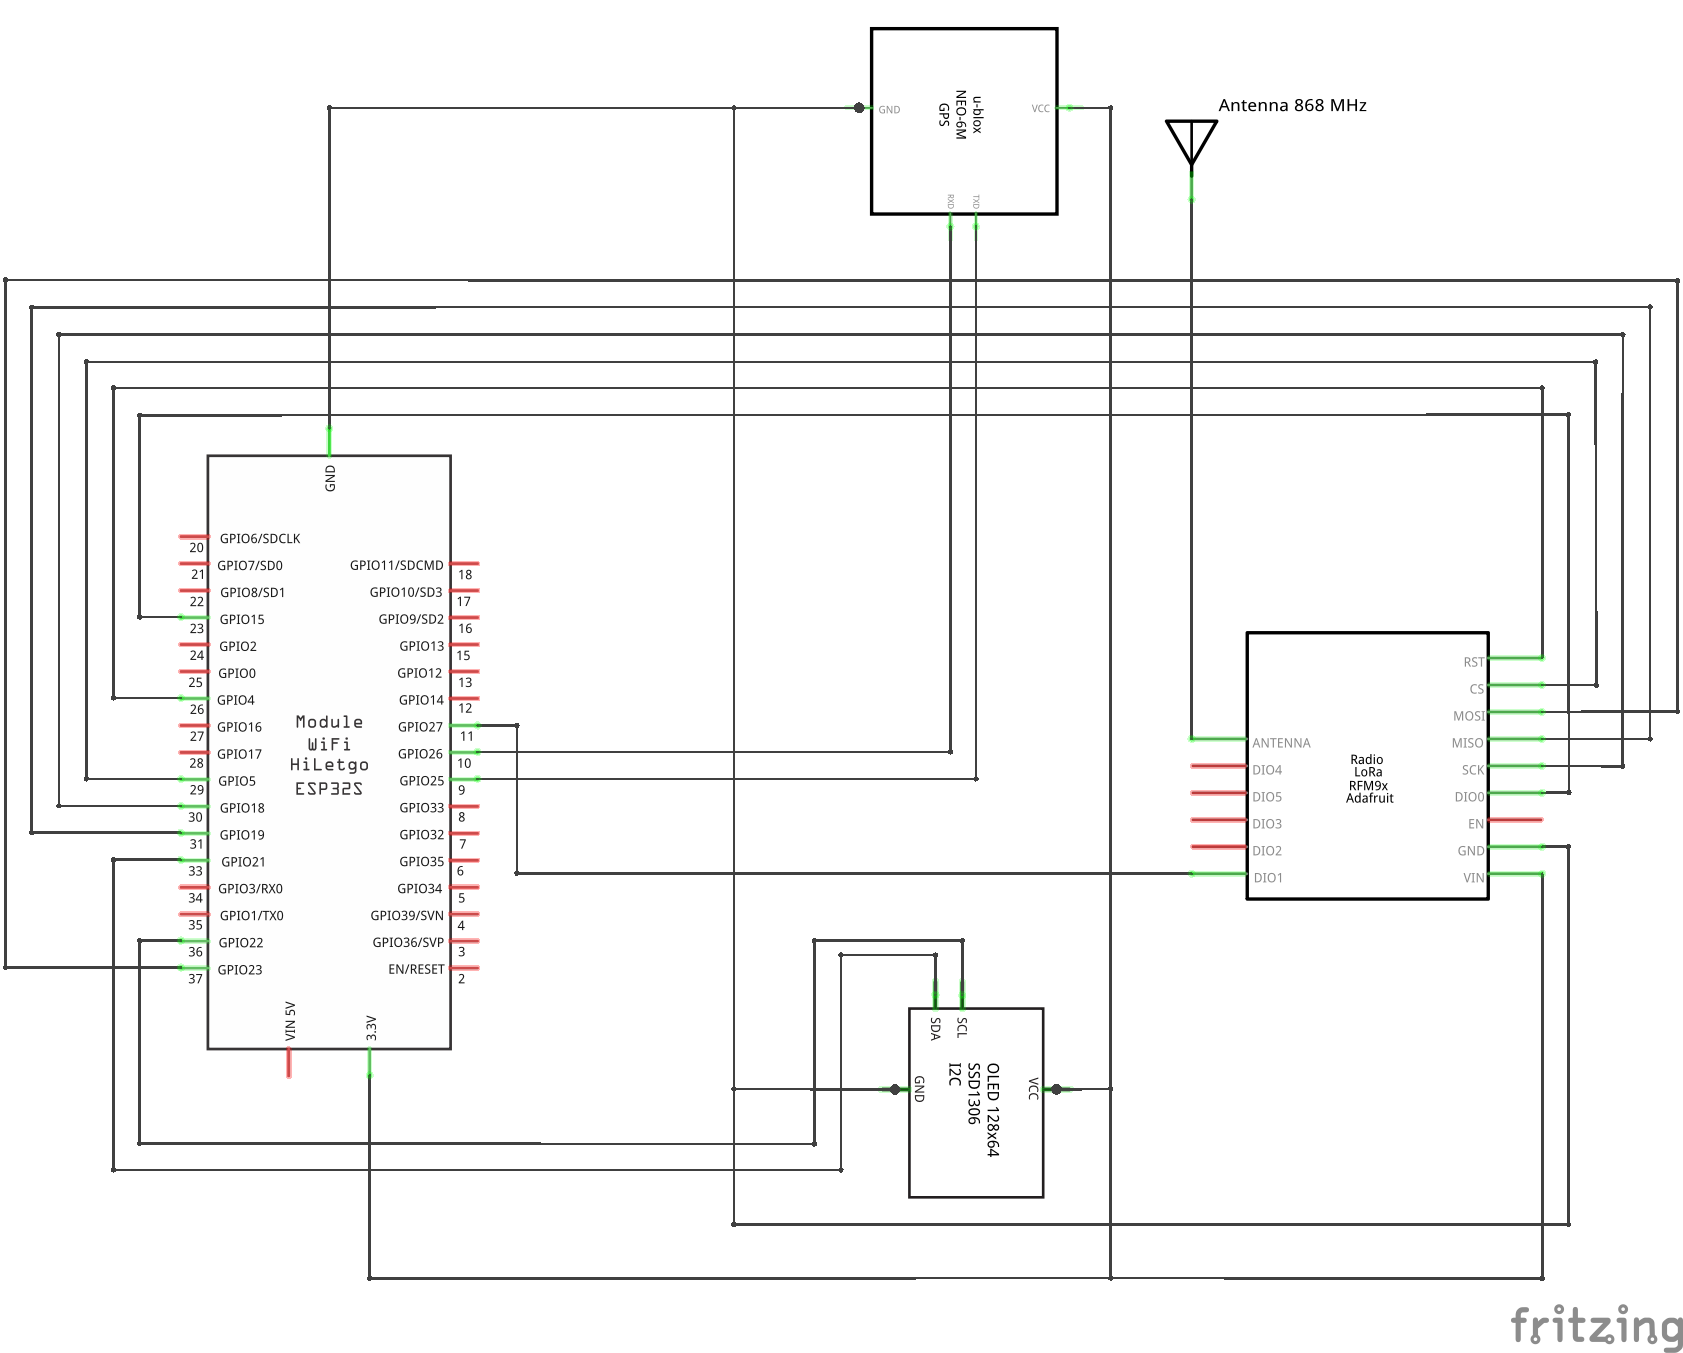 u-blox
NEO-6M
GPS
GND
VCC
RXD
TXD
Antenna 868 MHz
GND
GPIO6/SDCLK
20
GPIO7/SD0
21
GPIO8/SD1
22
GPIO15
23
GPIO2
24
GPIO0
25
GPIO4
26
GPIO16
27
GPIO17
28
GPIO5
29
GPIO18
30
GPIO19
31
GPIO21
33
GPIO3/RX0
34
GPIO1/TX0
35
GPIO22
36
GPIO23
37
Module
WiFi
HiLetgo
ESP32S
GPIO11/SDCMD
18
GPIO10/SD3
17
GPIO9/SD2
16
GPIO13
15
GPIO12
13
GPIO14
12
GPIO27
11
GPIO26
10
GPIO25
9
GPIO33
8
GPIO32
7
GPIO35
6
GPIO34
5
GPIO39/SVN
4
GPIO36/SVP
3
EN/RESET
2
VIN 5V
3.3V
ANTENNA
DIO4
DIO5
DIO3
DIO2
DIO1
Radio
LoRa
RFM9x
Adafruit
RST
CS
MOSI
MISO
SCK
DIO0
EN
GND
VIN
SDA
SCL
GND
VCC
OLED 128x64
SSD1306
I2C
fritzing